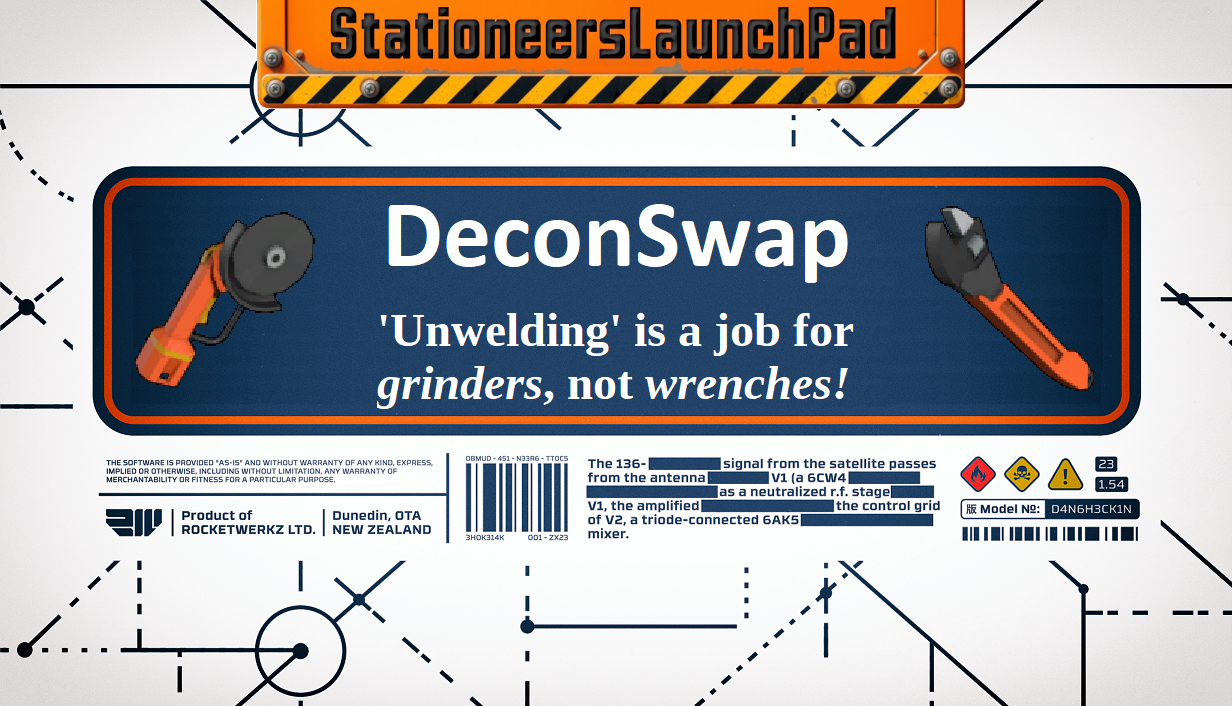 StationeersLaunchPad
DeconSwap
'Unwelding' is a job for
grinders, not wrenches!
THE SOFTWARE IS PROVIDED "AS-IS" AND WITHOUT WARRANTY OF ANY KIND, EXPRESS,
IMPLIED OR OTHERWISE, INCLUDING WITHOUT LIMITATION, ANY WARRANTY OF
MERCHANTABILITY OR FITNESS FOR A PARTICULAR PURPOSE.
Product of
ROCKETWERKZ LTD.
Dunedin, OTA
NEW ZEALAND
OBMUD - 451 - N33R6 - TTOC5
3HOK314K 001 - ZX23
The 136- signal from the satellite passes
from the antenna V1 (a 6CW4
as a neutralized r.f. stage
V1, the amplified the control grid
of V2, a triode-connected 6AK5
mixer.
23
1.54
版 Model №: D4N6H3CK1N